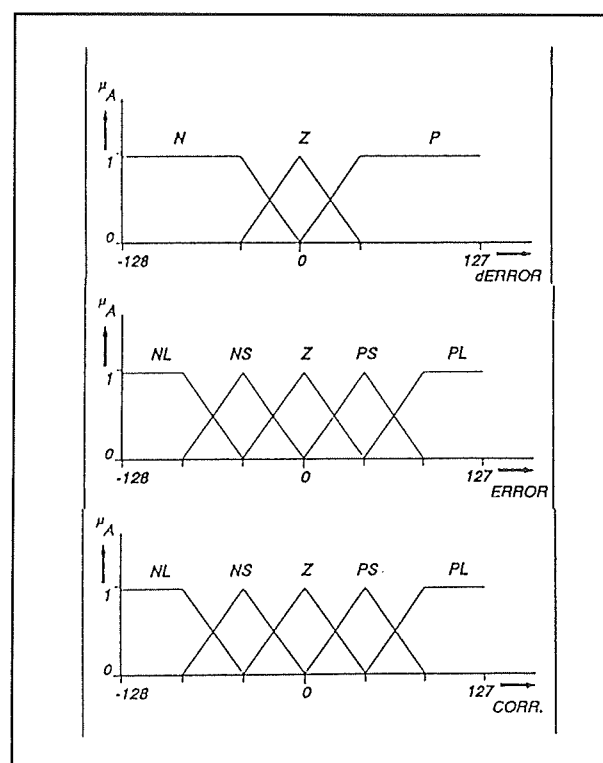 μA
N Z P
1
0
-128 0 127
dERROR
μA
NL NS Z PS PL
1
0
-128 0 127
ERROR
μA
NL NS Z PS PL
1
0
-128 0 127
CORR.